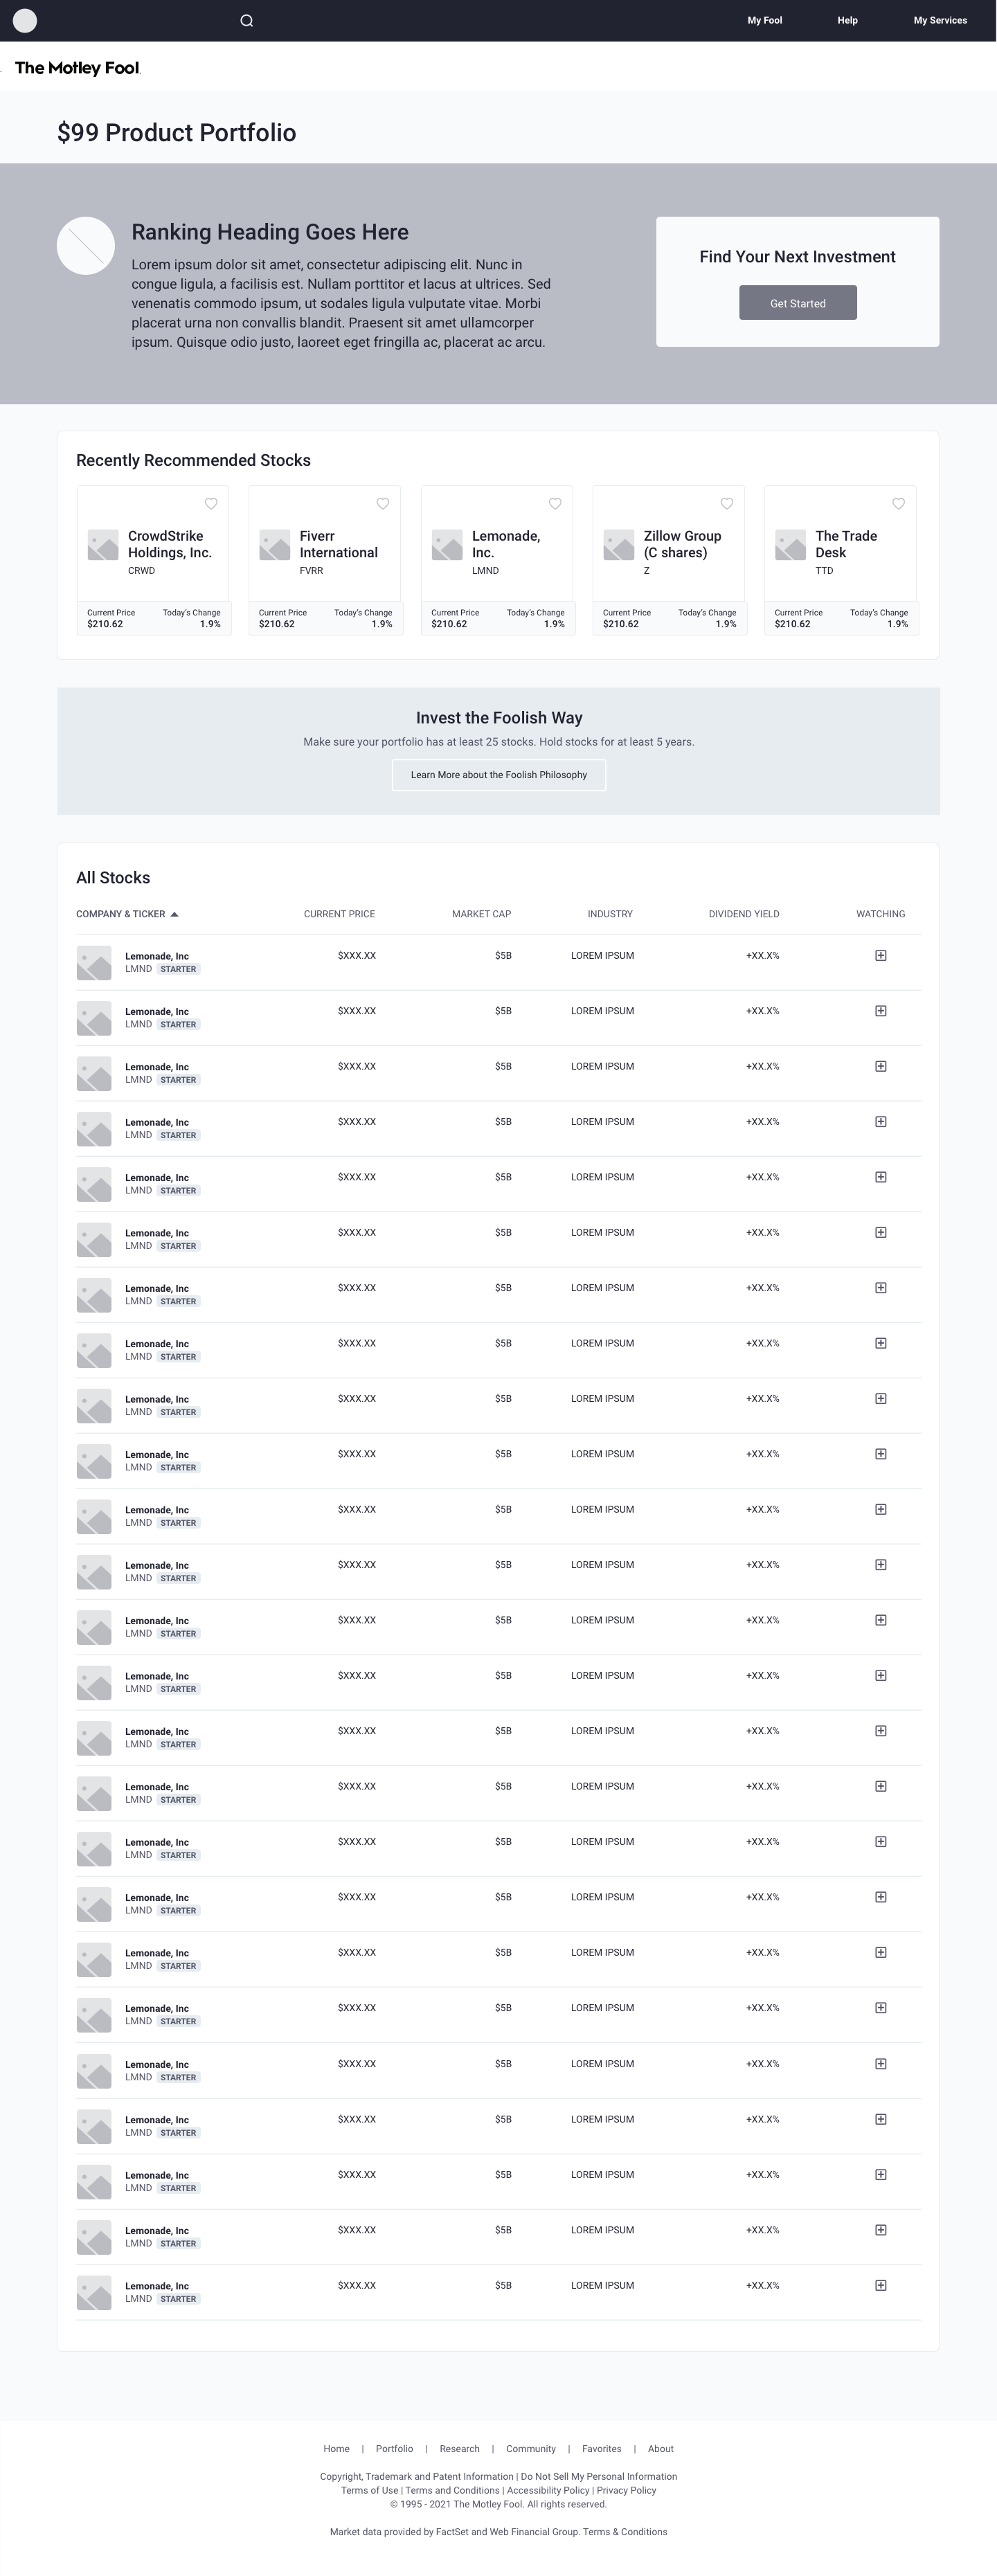 My Fool Help My Services
The Motley Fool.
$99 Product Portfolio
Ranking Heading Goes Here
Lorem ipsum dolor sit amet, consectetur adipiscing elit. Nunc in
congue ligula, a facilisis est. Nullam porttitor et lacus at ultrices. Sed
venenatis commodo ipsum, ut sodales ligula vulputate vitae. Morbi
placerat urna non convallis blandit. Praesent sit amet ullamcorper
ipsum. Quisque odio justo, laoreet eget fringilla ac, placerat ac arcu.
Find Your Next Investment
Get Started
Recently Recommended Stocks
CrowdStrike
Holdings, Inc.
CRWD
Current Price Today's Change
$210.62 1.9%
Fiverr
International
FVRR
Current Price Today's Change
$210.62 1.9%
Lemonade,
Inc.
LMND
Current Price Today's Change
$210.62 1.9%
Zillow Group
(C shares)
Z
Current Price Today's Change
$210.62 1.9%
The Trade
Desk
TTD
Current Price Today's Change
$210.62 1.9%
Invest the Foolish Way
Make sure your portfolio has at least 25 stocks. Hold stocks for at least 5 years.
Learn More about the Foolish Philosophy
All Stocks
COMPANY & TICKER CURRENT PRICE MARKET CAP INDUSTRY DIVIDEND YIELD WATCHING
Lemonade, Inc $XXX.XX $5B LOREM IPSUM +XX.X%
LMND STARTER
Lemonade, Inc $XXX.XX $5B LOREM IPSUM +XX.X%
LMND STARTER
Lemonade, Inc $XXX.XX $5B LOREM IPSUM +XX.X%
LMND STARTER
Lemonade, Inc $XXX.XX $5B LOREM IPSUM +XX.X%
LMND STARTER
Lemonade, Inc $XXX.XX $5B LOREM IPSUM +XX.X%
LMND STARTER
Lemonade, Inc $XXX.XX $5B LOREM IPSUM +XX.X%
LMND STARTER
Lemonade, Inc $XXX.XX $5B LOREM IPSUM +XX.X%
LMND STARTER
Lemonade, Inc $XXX.XX $5B LOREM IPSUM +XX.X%
LMND STARTER
Lemonade, Inc $XXX.XX $5B LOREM IPSUM +XX.X%
LMND STARTER
Lemonade, Inc $XXX.XX $5B LOREM IPSUM +XX.X%
LMND STARTER
Lemonade, Inc $XXX.XX $5B LOREM IPSUM +XX.X%
LMND STARTER
Lemonade, Inc $XXX.XX $5B LOREM IPSUM +XX.X%
LMND STARTER
Lemonade, Inc $XXX.XX $5B LOREM IPSUM +XX.X%
LMND STARTER
Lemonade, Inc $XXX.XX $5B LOREM IPSUM +XX.X%
LMND STARTER
Lemonade, Inc $XXX.XX $5B LOREM IPSUM +XX.X%
LMND STARTER
Lemonade, Inc $XXX.XX $5B LOREM IPSUM +XX.X%
LMND STARTER
Lemonade, Inc $XXX.XX $5B LOREM IPSUM +XX.X%
LMND STARTER
Lemonade, Inc $XXX.XX $5B LOREM IPSUM +XX.X%
LMND STARTER
Lemonade, Inc $XXX.XX $5B LOREM IPSUM +XX.X%
LMND STARTER
Lemonade, Inc $XXX.XX $5B LOREM IPSUM +XX.X%
LMND STARTER
Lemonade, Inc $XXX.XX $5B LOREM IPSUM +XX.X%
LMND STARTER
Lemonade, Inc $XXX.XX $5B LOREM IPSUM +XX.X%
LMND STARTER
Lemonade, Inc $XXX.XX $5B LOREM IPSUM +XX.X%
LMND STARTER
Lemonade, Inc $XXX.XX $5B LOREM IPSUM +XX.X%
LMND STARTER
Lemonade, Inc $XXX.XX $5B LOREM IPSUM +XX.X%
LMND STARTER
Home | Portfolio | Research | Community | Favorites | About
Copyright, Trademark and Patent Information | Do Not Sell My Personal Information
Terms of Use | Terms and Conditions | Accessibility Policy | Privacy Policy
© 1995 - 2021 The Motley Fool. All rights reserved.
Market data provided by FactSet and Web Financial Group. Terms & Conditions